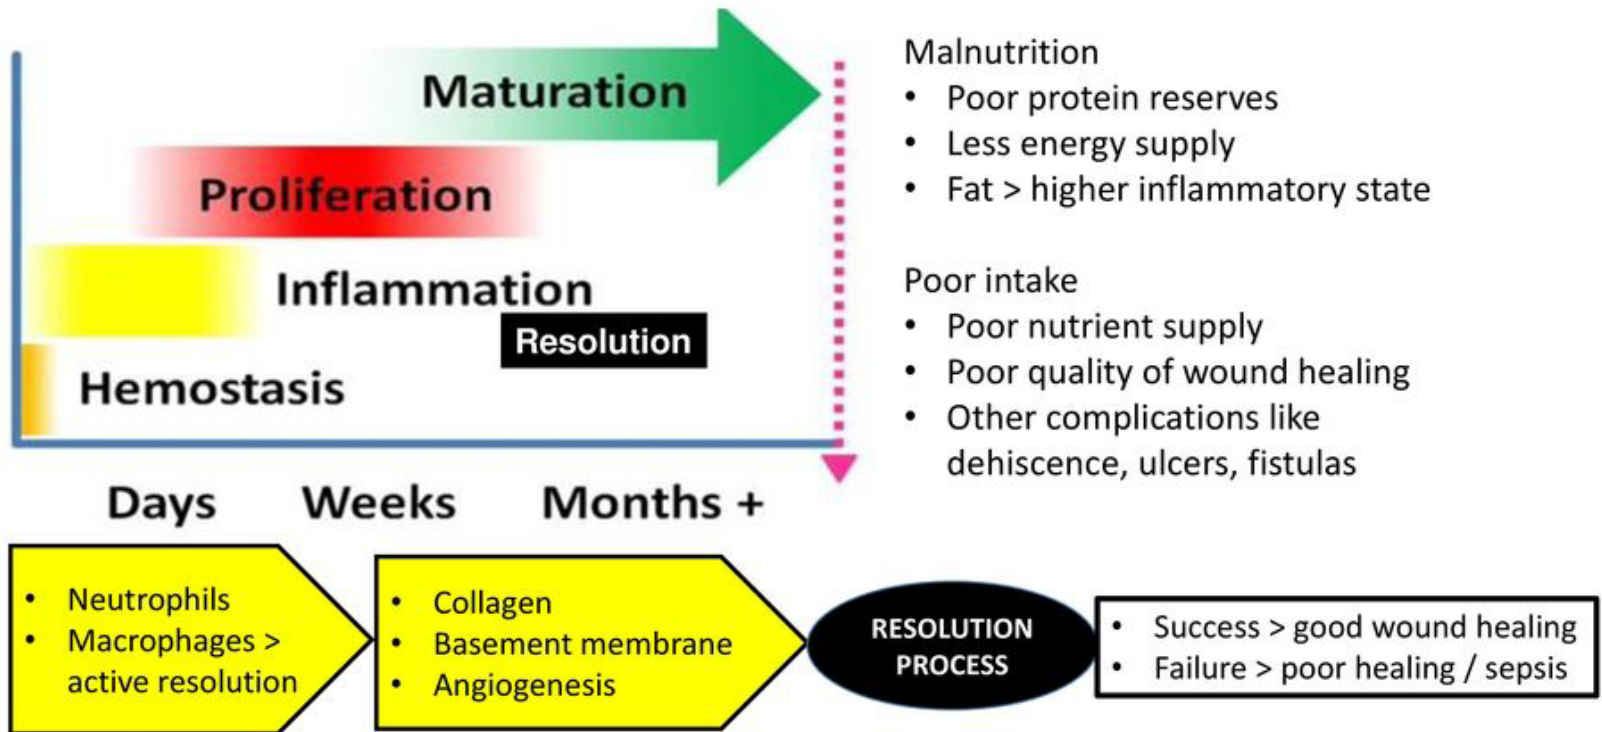 Maturation
Proliferation
Inflammation
Resolution
Hemostasis
Days Weeks Months +
Malnutrition
• Poor protein reserves
• Less energy supply
• Fat > higher inflammatory state
Poor intake
• Poor nutrient supply
• Poor quality of wound healing
• Other complications like
dehiscence, ulcers, fistulas
• Neutrophils
• Macrophages >
active resolution
• Collagen
• Basement membrane
• Angiogenesis
RESOLUTION
PROCESS
• Success > good wound healing
• Failure > poor healing / sepsis